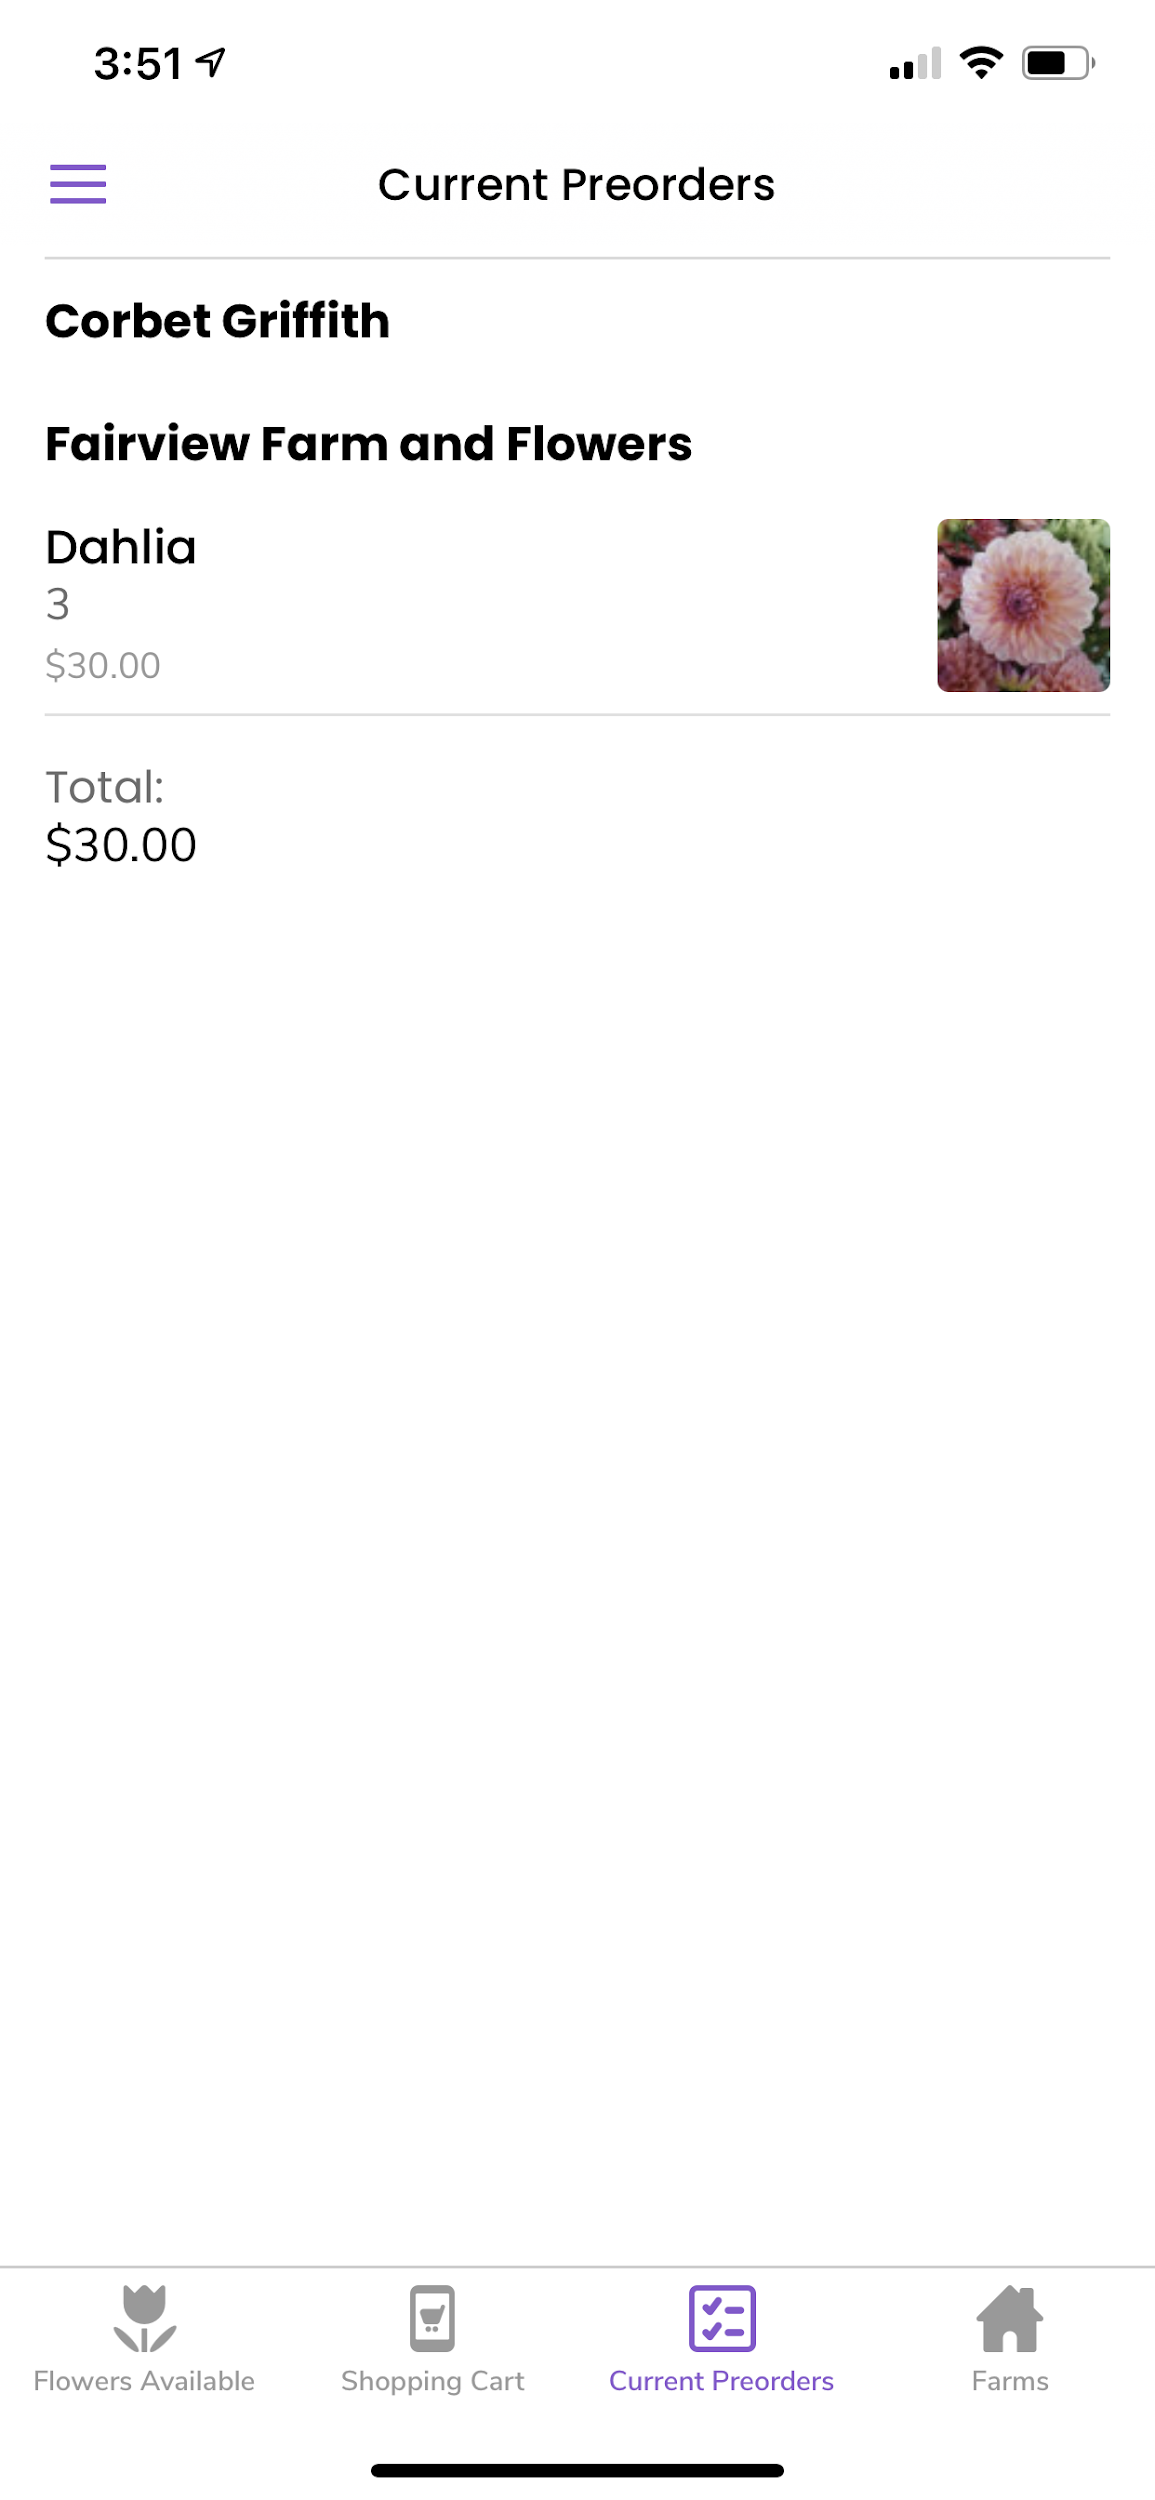 3:51
Current Preorders
Corbet Griffith
Fairview Farm and Flowers
Dahlia
3
$30.00
Total:
$30.00
Flowers Available
Shopping Cart
Current Preorders
Farms